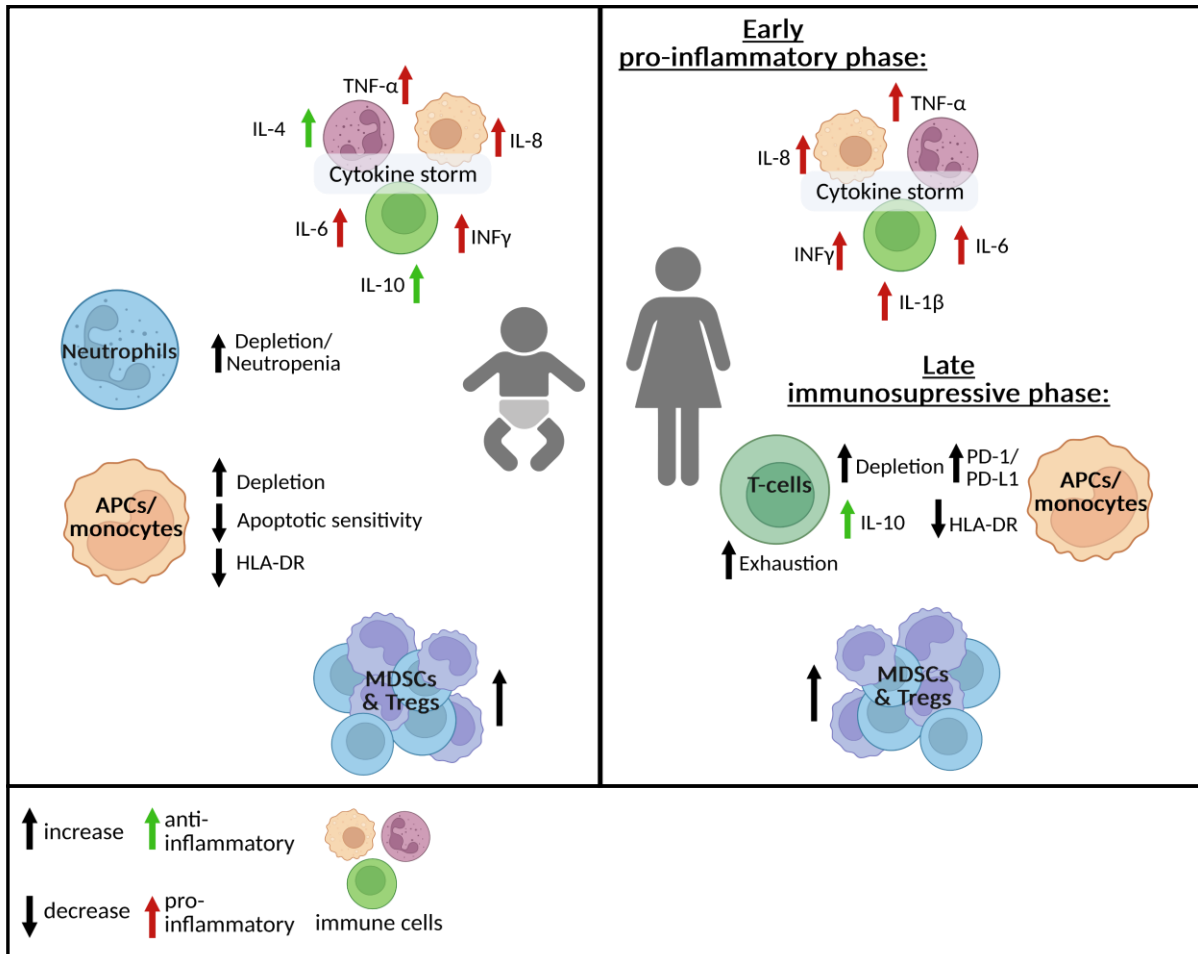 TNF-α
IL-4
IL-8
Cytokine storm
IL-6
INFγ
IL-10
Neutrophils
Depletion/
Neutropenia
APCs/
monocytes
Depletion
Apoptotic sensitivity
HLA-DR
MDSCs
& Tregs
Early
pro-inflammatory phase:
TNF-α
IL-8
Cytokine storm
INFγ
IL-6
IL-1β
Late
immunosupressive phase:
T-cells
Depletion
IL-10
Exhaustion
PD-1/
PD-L1
HLA-DR
APCs/
monocytes
MDSCs
& Tregs
increase
anti-
inflammatory
decrease
pro-
inflammatory
immune cells